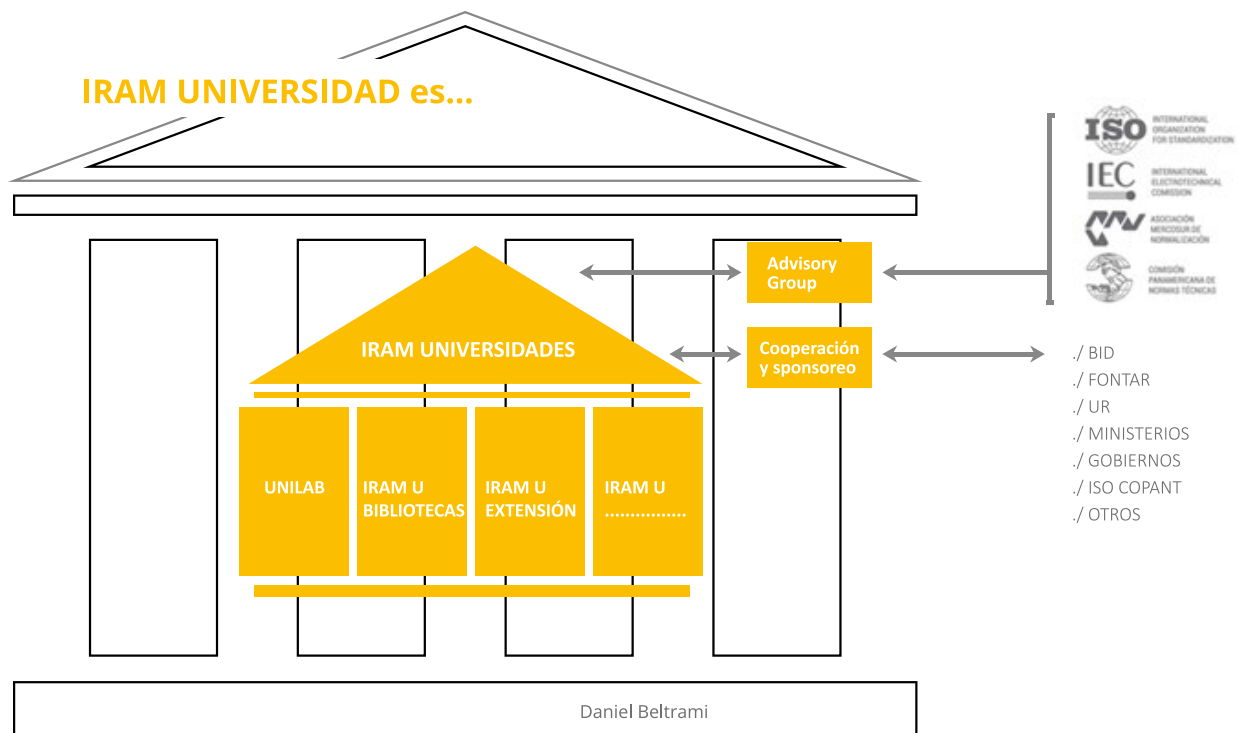 IRAM UNIVERSIDAD es...
ISO
INTERNATIONAL
ORGANIZATION
FOR STANDARDIZATION
IEC
INTERNATIONAL
ELECTROTECHNICAL
COMISSION
ASOCIACIÓN
MERCOSUR DE
NORMALIZACIÓN
COMISIÓN
PANAMERICANA DE
NORMAS TÉCNICAS
Advisory
Group
IRAM UNIVERSIDADES
Cooperación
y sponsoreo
./ BID
./ FONTAR
./ UR
./ MINISTERIOS
./ GOBIERNOS
./ ISO COPANT
./ OTROS
UNILAB
IRAM U
BIBLIOTECAS
IRAM U
EXTENSIÓN
IRAM U
................
Daniel Beltrami